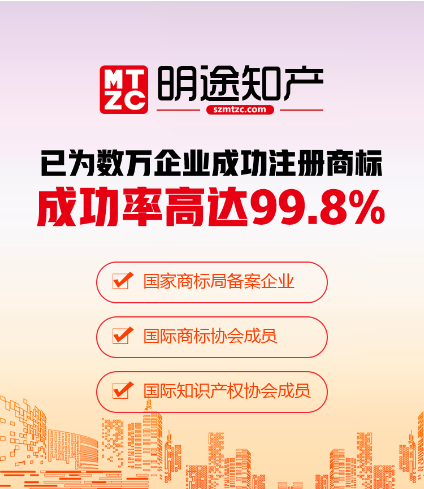 MT
ZC
明途知产
szmtzc.com
已为数万企业成功注册商标
成功率高达99.8%
国家商标局备案企业
国际商标协会成员
国际知识产权协会成员